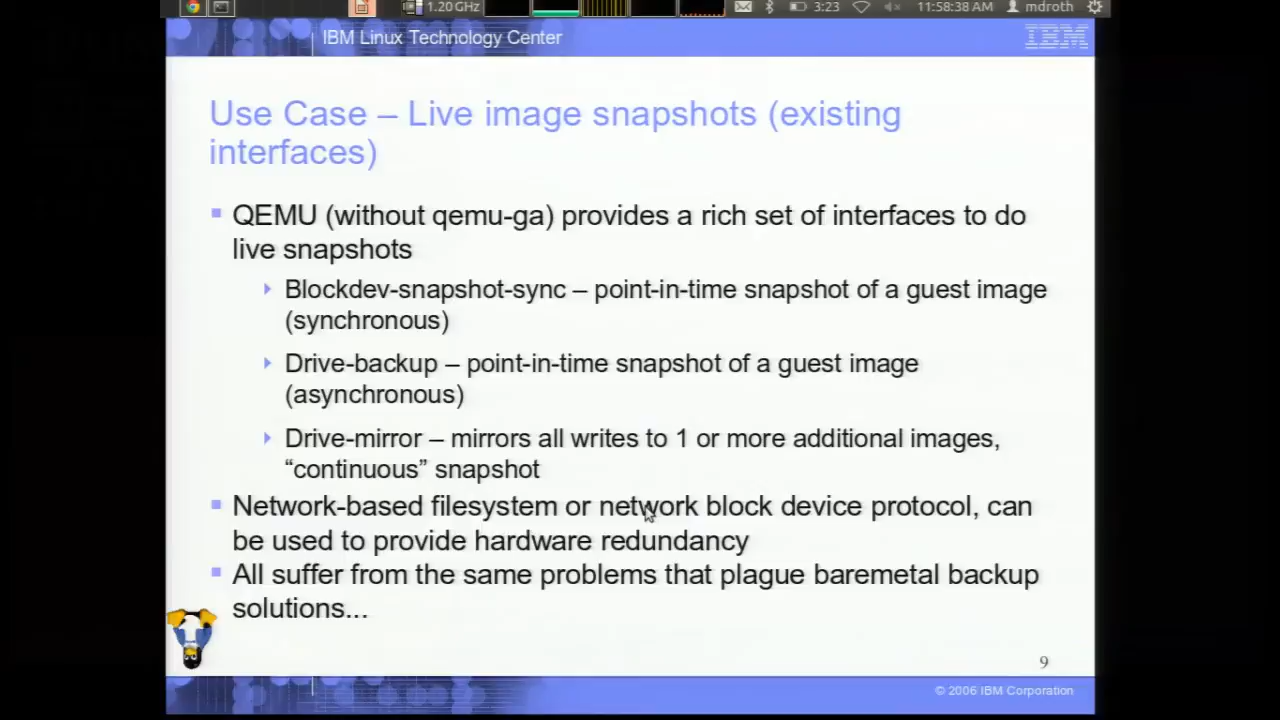 1.20 GHz
3:23
11:58:38 AM
mdroth
IBM Linux Technology Center
IBM
Use Case – Live image snapshots (existing
interfaces)
QEMU (without qemu-ga) provides a rich set of interfaces to do
live snapshots
Blockdev-snapshot-sync – point-in-time snapshot of a guest image
(synchronous)
Drive-backup – point-in-time snapshot of a guest image
(asynchronous)
Drive-mirror – mirrors all writes to 1 or more additional images,
“continuous” snapshot
Network-based filesystem or network block device protocol, can
be used to provide hardware redundancy
All suffer from the same problems that plague baremetal backup
solutions...
9
© 2006 IBM Corporation